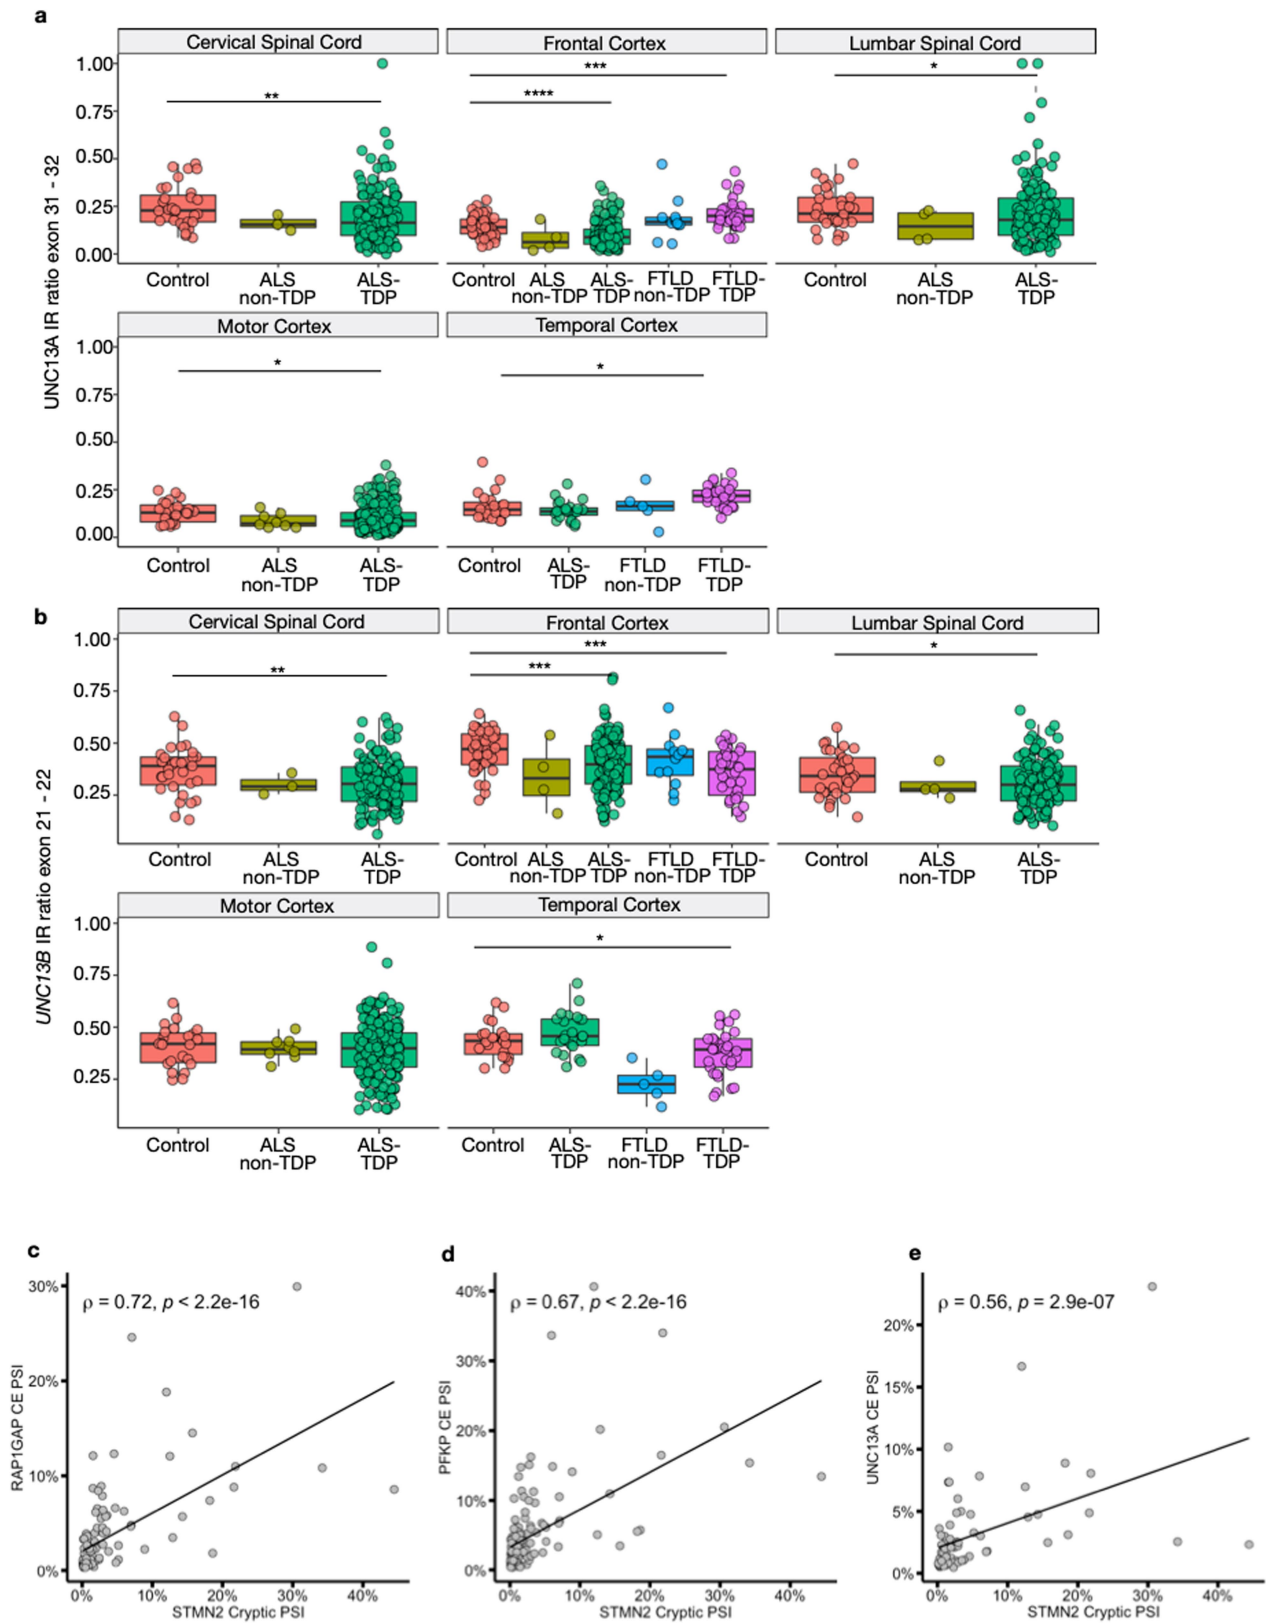 a
Cervical Spinal Cord
Frontal Cortex
Lumbar Spinal Cord
UNC13A IR ratio exon 31 - 32
1.00
0.75
0.50
0.25
0.00
**
***
****
*
Control
ALS non-TDP
ALS-TDP
Control
ALS non-TDP
ALS-TDP
FTLD non-TDP
FTLD-TDP
Control
ALS non-TDP
ALS-TDP
Motor Cortex
Temporal Cortex
1.00
0.75
0.50
0.25
0.00
*
*
Control
ALS non-TDP
ALS-TDP
Control
ALS-TDP
FTLD non-TDP
FTLD-TDP
b
Cervical Spinal Cord
Frontal Cortex
Lumbar Spinal Cord
UNC13B IR ratio exon 21 - 22
1.00
0.75
0.50
0.25
**
***
***
*
Control
ALS non-TDP
ALS-TDP
Control
ALS non-TDP
ALS-TDP
FTLD non-TDP
FTLD-TDP
Control
ALS non-TDP
ALS-TDP
Motor Cortex
Temporal Cortex
1.00
0.75
0.50
0.25
*
Control
ALS non-TDP
ALS-TDP
Control
ALS-TDP
FTLD non-TDP
FTLD-TDP
c
ρ = 0.72, p < 2.2e-16
RAP1GAP CE PSI
30%
20%
10%
0%
0% 10% 20% 30% 40%
STMN2 Cryptic PSI
d
ρ = 0.67, p < 2.2e-16
PFKP CE PSI
40%
30%
20%
10%
0%
0% 10% 20% 30% 40%
STMN2 Cryptic PSI
e
ρ = 0.56, p = 2.9e-07
UNC13A CE PSI
20%
15%
10%
5%
0%
0% 10% 20% 30% 40%
STMN2 Cryptic PSI